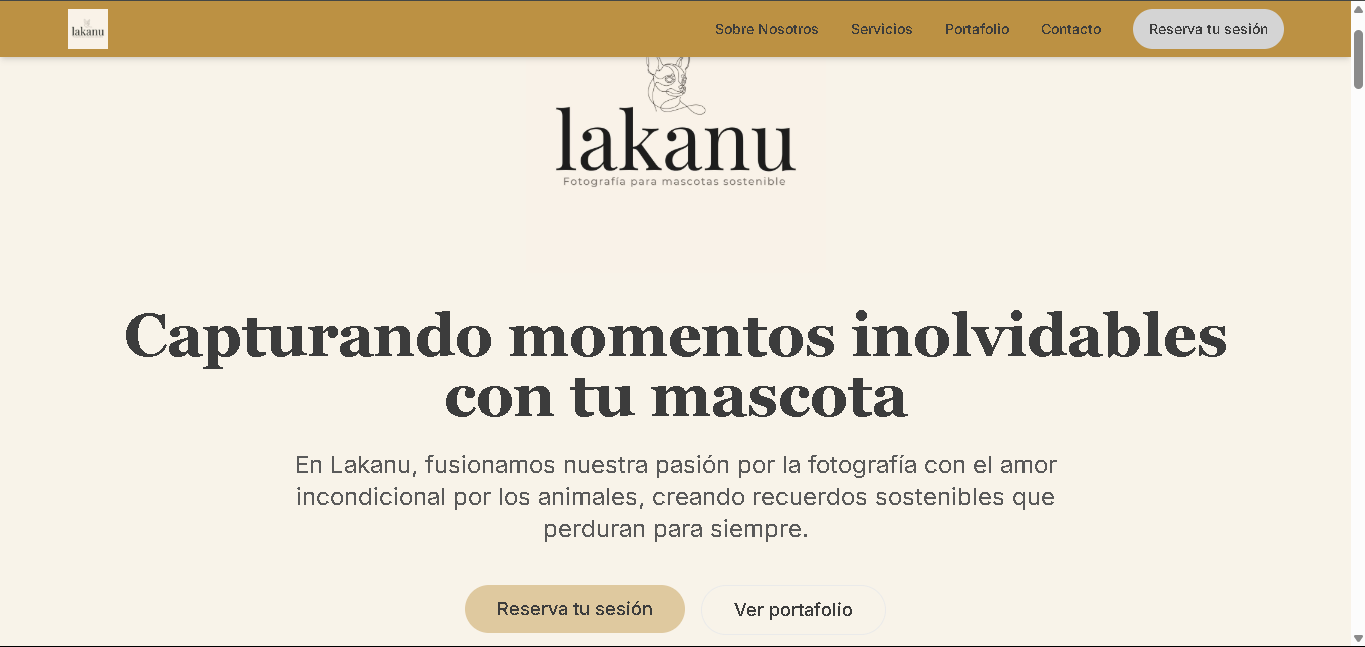 lakanu
Sobre Nosotros
Servicios
Portafolio
Contacto
Reserva tu sesión
lakanu
Fotografía para mascotas sostenible
Capturando momentos inolvidables
con tu mascota
En Lakanu, fusionamos nuestra pasión por la fotografía con el amor
incondicional por los animales, creando recuerdos sostenibles que
perduran para siempre.
Reserva tu sesión
Ver portafolio